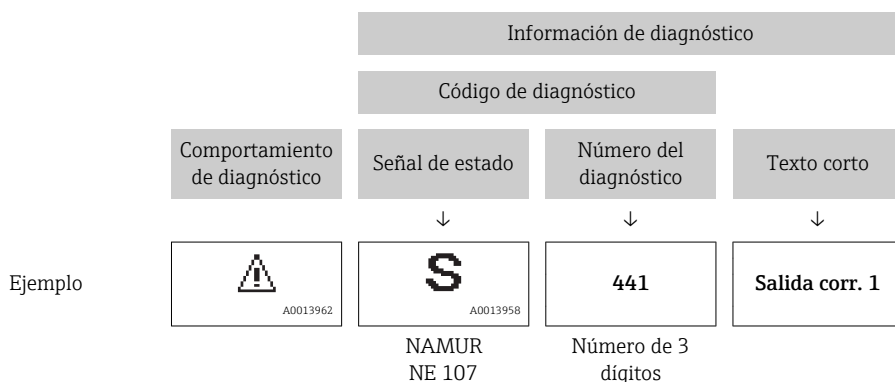 Información de diagnóstico
Código de diagnóstico
Comportamiento
de diagnóstico
Señal de estado
Número del
diagnóstico
Texto corto
↓
↓
↓
Ejemplo
A0013962
S
A0013958
441
Salida corr. 1
NAMUR
NE 107
Número de 3
dígitos